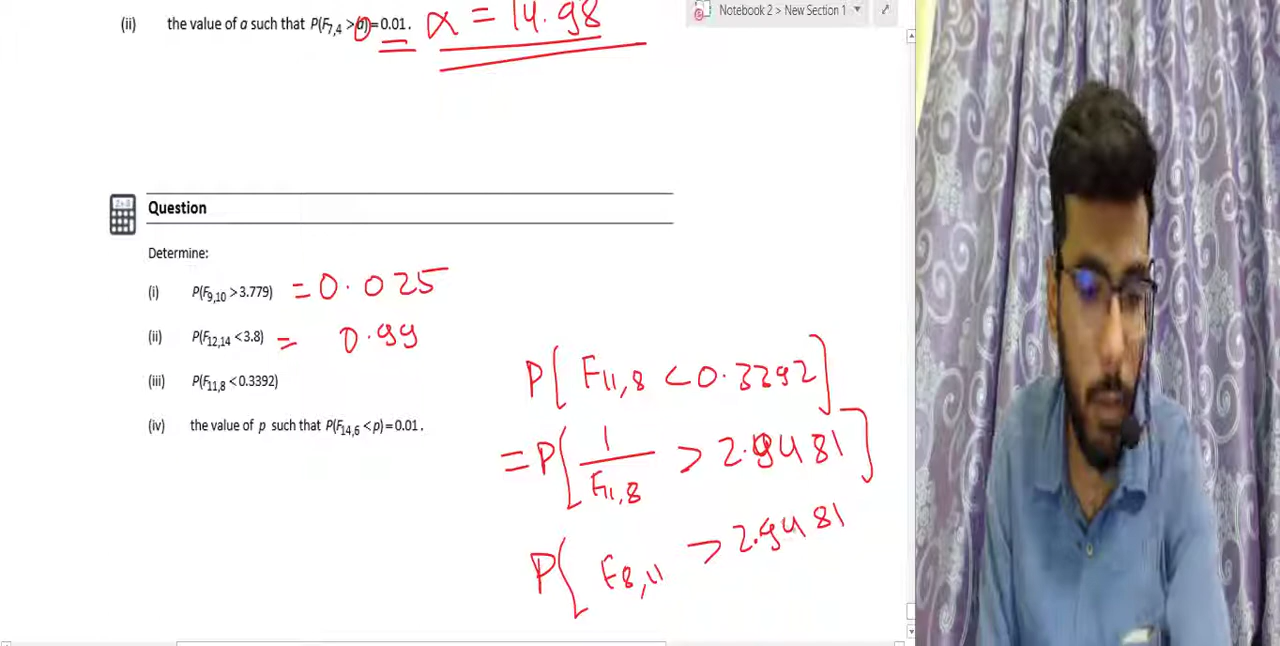 Notebook 2 > New Section 1
(ii) the value of α such that P(F7,4 > α)=0.01. α = 14.98
Question
Determine:
(i) P(F9,10 >3.779) = 0.025
(ii) P(F12,14 <3.8) = 0.99
(iii) P(F11,8 <0.3392)
(iv) the value of p such that P(F14,6 < p)=0.01.
P[ F11,8 <0.3392]
=P[ 1/F11,8 > 2.9481]
P[ F8,11 >2.9481